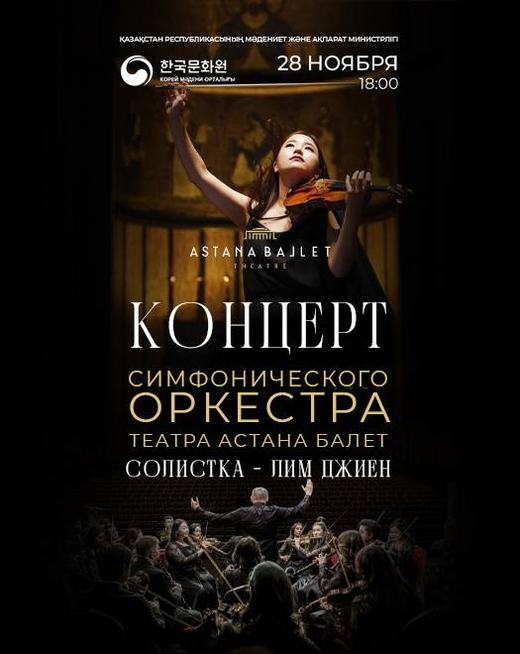 ҚАЗАҚСТАН РЕСПУБЛИКАСЫНЫҢ МӘДЕНИЕТ ЖӘНЕ АҚПАРАТ МИНИСТРЛІГІ
한국문화원
КОРЕЙ МӘДЕНИ ОРТАЛЫҒЫ
28 НОЯБРЯ
18:00
ASTANA BALLET
THEATRE
КОНЦЕРТ
СИМФОНИЧЕСКОГО
ОРКЕСТРА
ТЕАТРА АСТАНА БАЛЕТ
СОЛИСТКА - ЛИМ ДЖИЕН